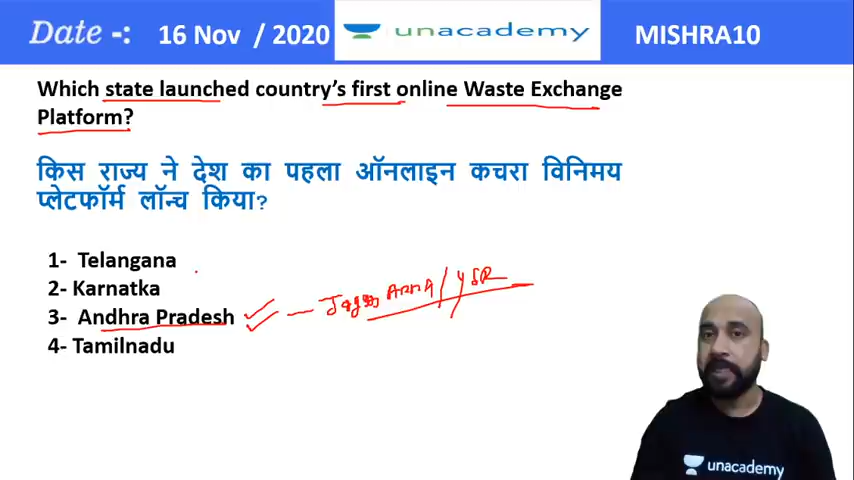 Date -: 16 Nov / 2020 unacademy MISHRA10
Which state launched country's first online Waste Exchange
Platform?
किस राज्य ने देश का पहला ऑनलाइन कचरा विनिमय
प्लेटफॉर्म लॉन्च किया?
1- Telangana
2- Karnatka
3- Andhra Pradesh
/ YSR
4- Tamilnadu
unacademy